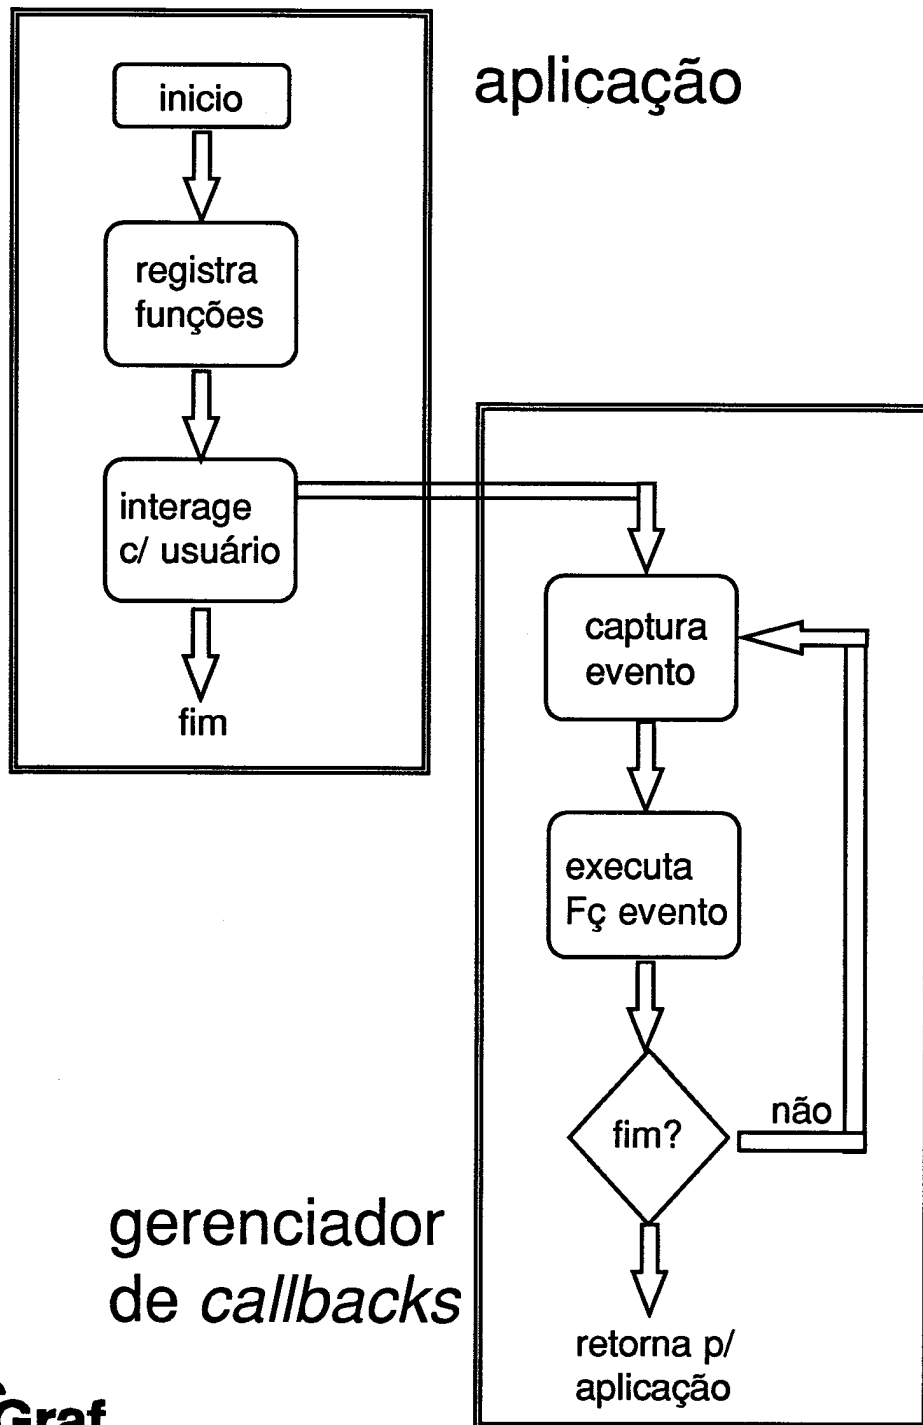 aplicação
inicio
registra
funções
interage
c/ usuário
fim
captura
evento
executa
Fç evento
fim?
não
retorna p/
aplicação
gerenciador
de callbacks
Graf